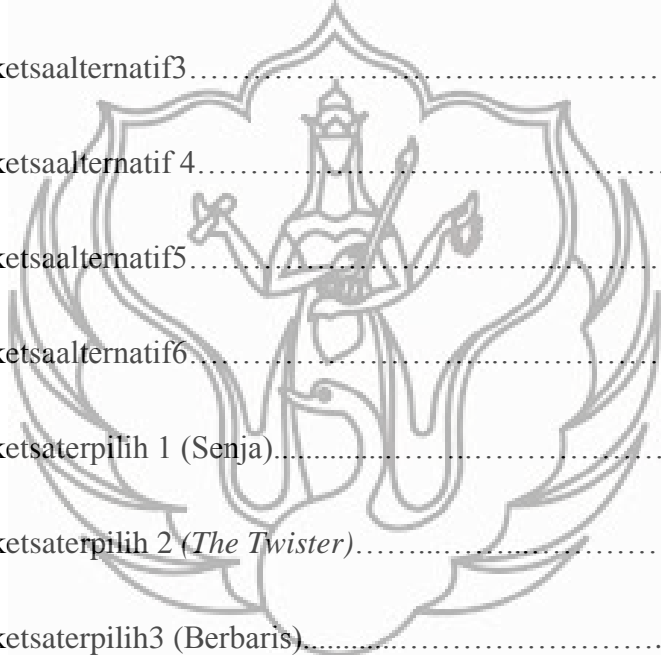 ketsaalternatif3……………………………......………….
ketsaalternatif 4…………………………….....………….
ketsaalternatif5……………………………….....………….
ketsaalternatif6……………………….....………………….
ketsaterpilih 1 (Senja)...........…………………………….
ketsaterpilih 2 (The Twister)…….....…....……………….
ketsaterpilih3 (Berbaris)............………………………….